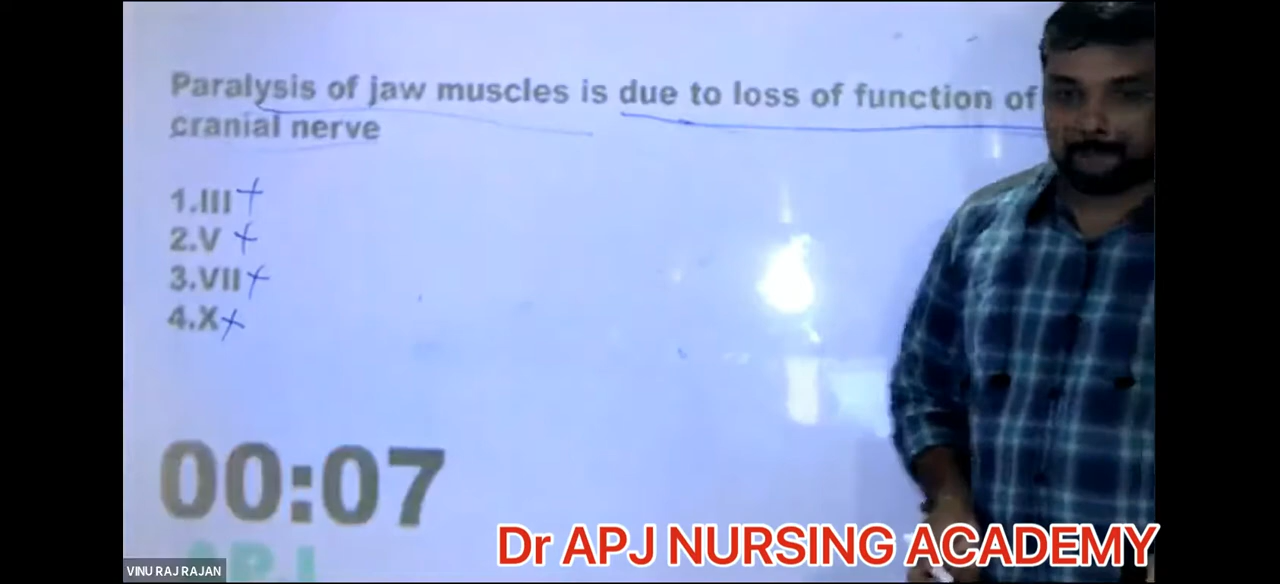 Paralysis of jaw muscles is due to loss of function of
cranial nerve
1.III
2.V
3.VII
4.X
00:07
APJ
Dr APJ NURSING ACADEMY
VINU RAJ RAJAN